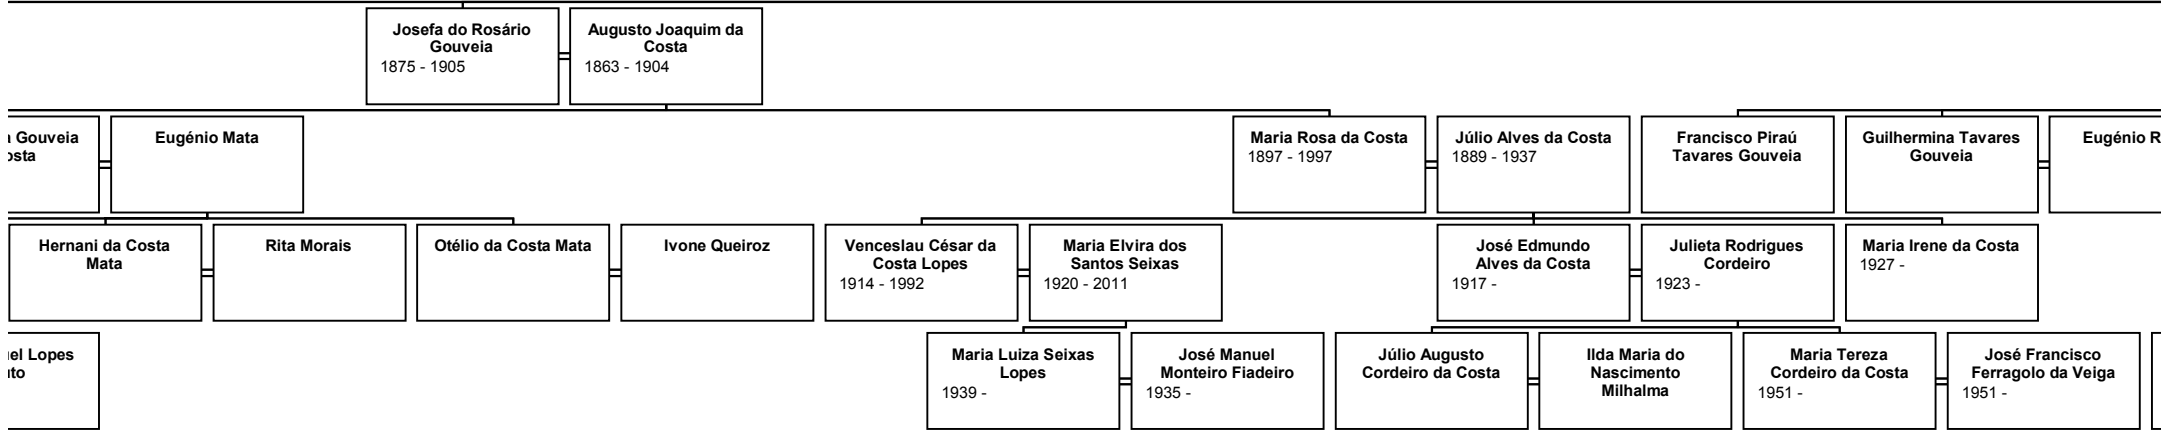 Josefa do Rosário
Gouveia
1875 - 1905
Augusto Joaquim da
Costa
1863 - 1904
Gouveia
Eugénio Mata
Maria Rosa da Costa
1897 - 1997
Júlio Alves da Costa
1889 - 1937
Francisco Piraú
Tavares Gouveia
Guilhermina Tavares
Gouveia
Eugénio R
Hernani da Costa
Mata
Rita Morais
Otélio da Costa Mata
Ivone Queiroz
Venceslau César da
Costa Lopes
1914 - 1992
Maria Elvira dos
Santos Seixas
1920 - 2011
José Edmundo
Alves da Costa
1917 -
Julieta Rodrigues
Cordeiro
1923 -
Maria Irene da Costa
1927 -
Lopes
Maria Luiza Seixas
Lopes
1939 -
José Manuel
Monteiro Fiadeiro
1935 -
Júlio Augusto
Cordeiro da Costa
Ilda Maria do
Nascimento
Milhalma
Maria Tereza
Cordeiro da Costa
1951 -
José Francisco
Ferragolo da Veiga
1951 -